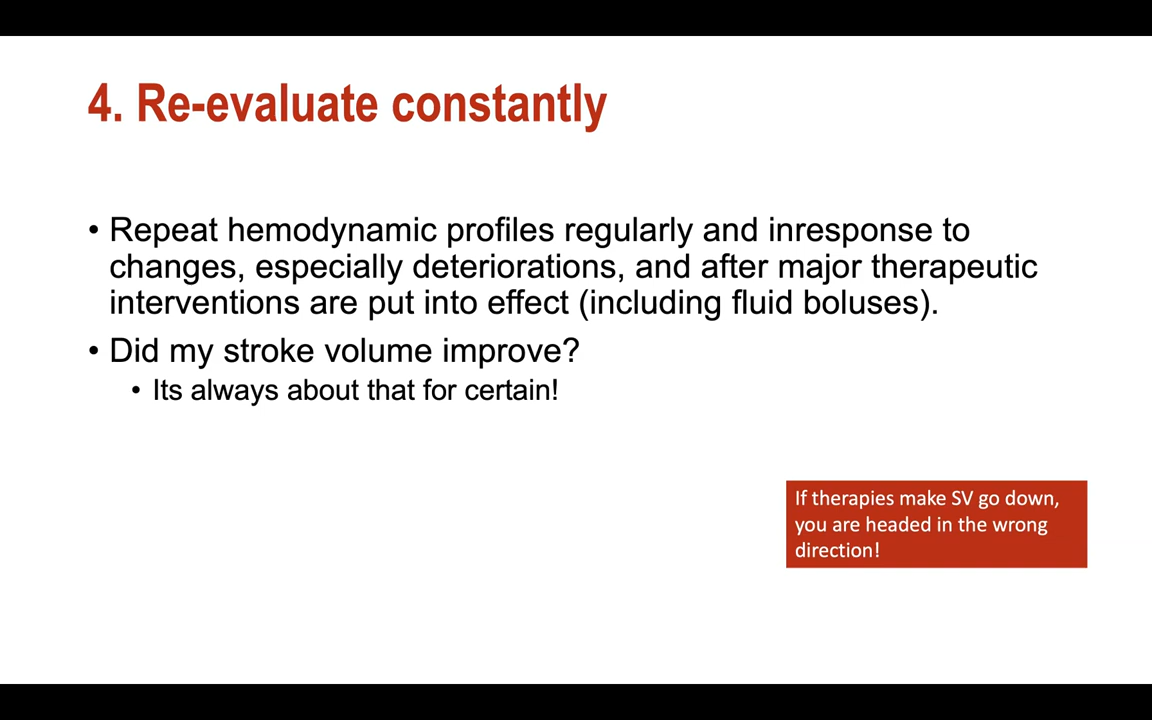 4. Re-evaluate constantly
• Repeat hemodynamic profiles regularly and inresponse to
changes, especially deteriorations, and after major therapeutic
interventions are put into effect (including fluid boluses).
• Did my stroke volume improve?
• Its always about that for certain!
If therapies make SV go down,
you are headed in the wrong
direction!